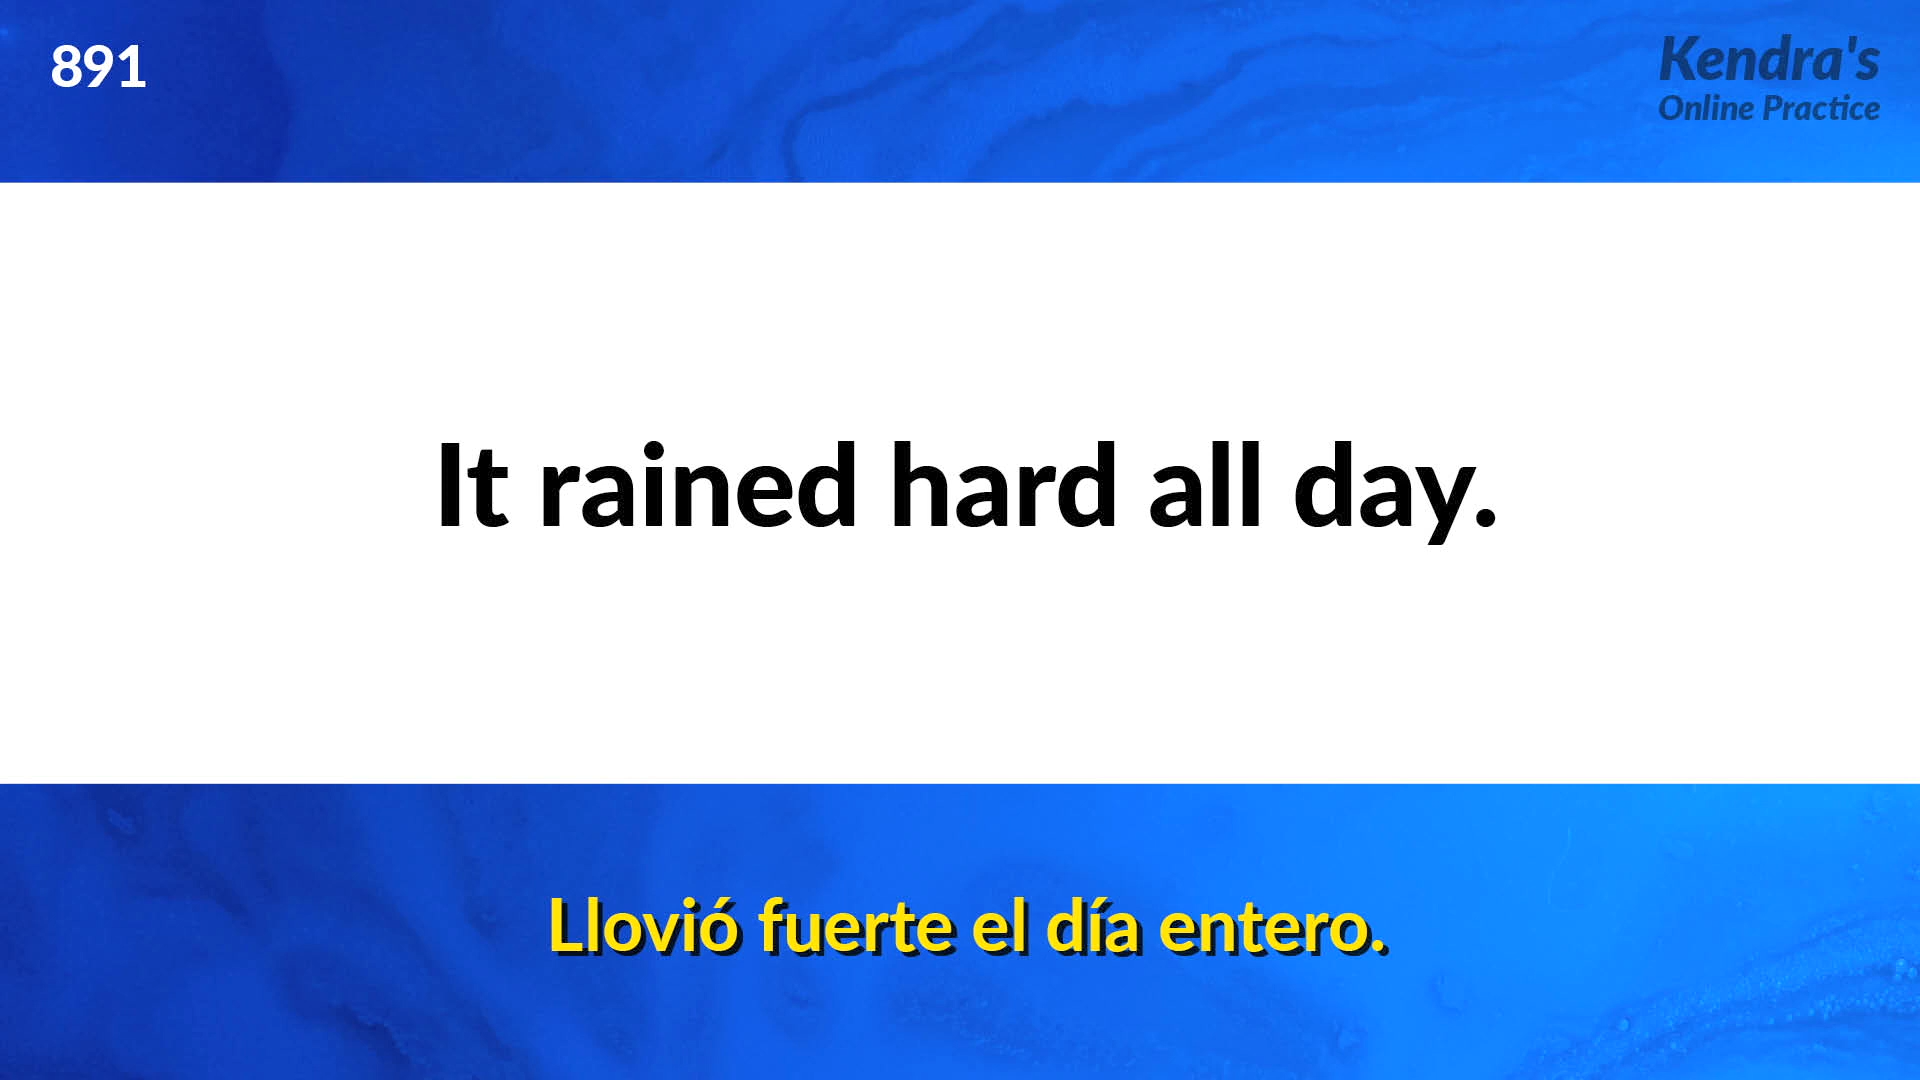 891
Kendra's
Online Practice
It rained hard all day.
Llovió fuerte el día entero.